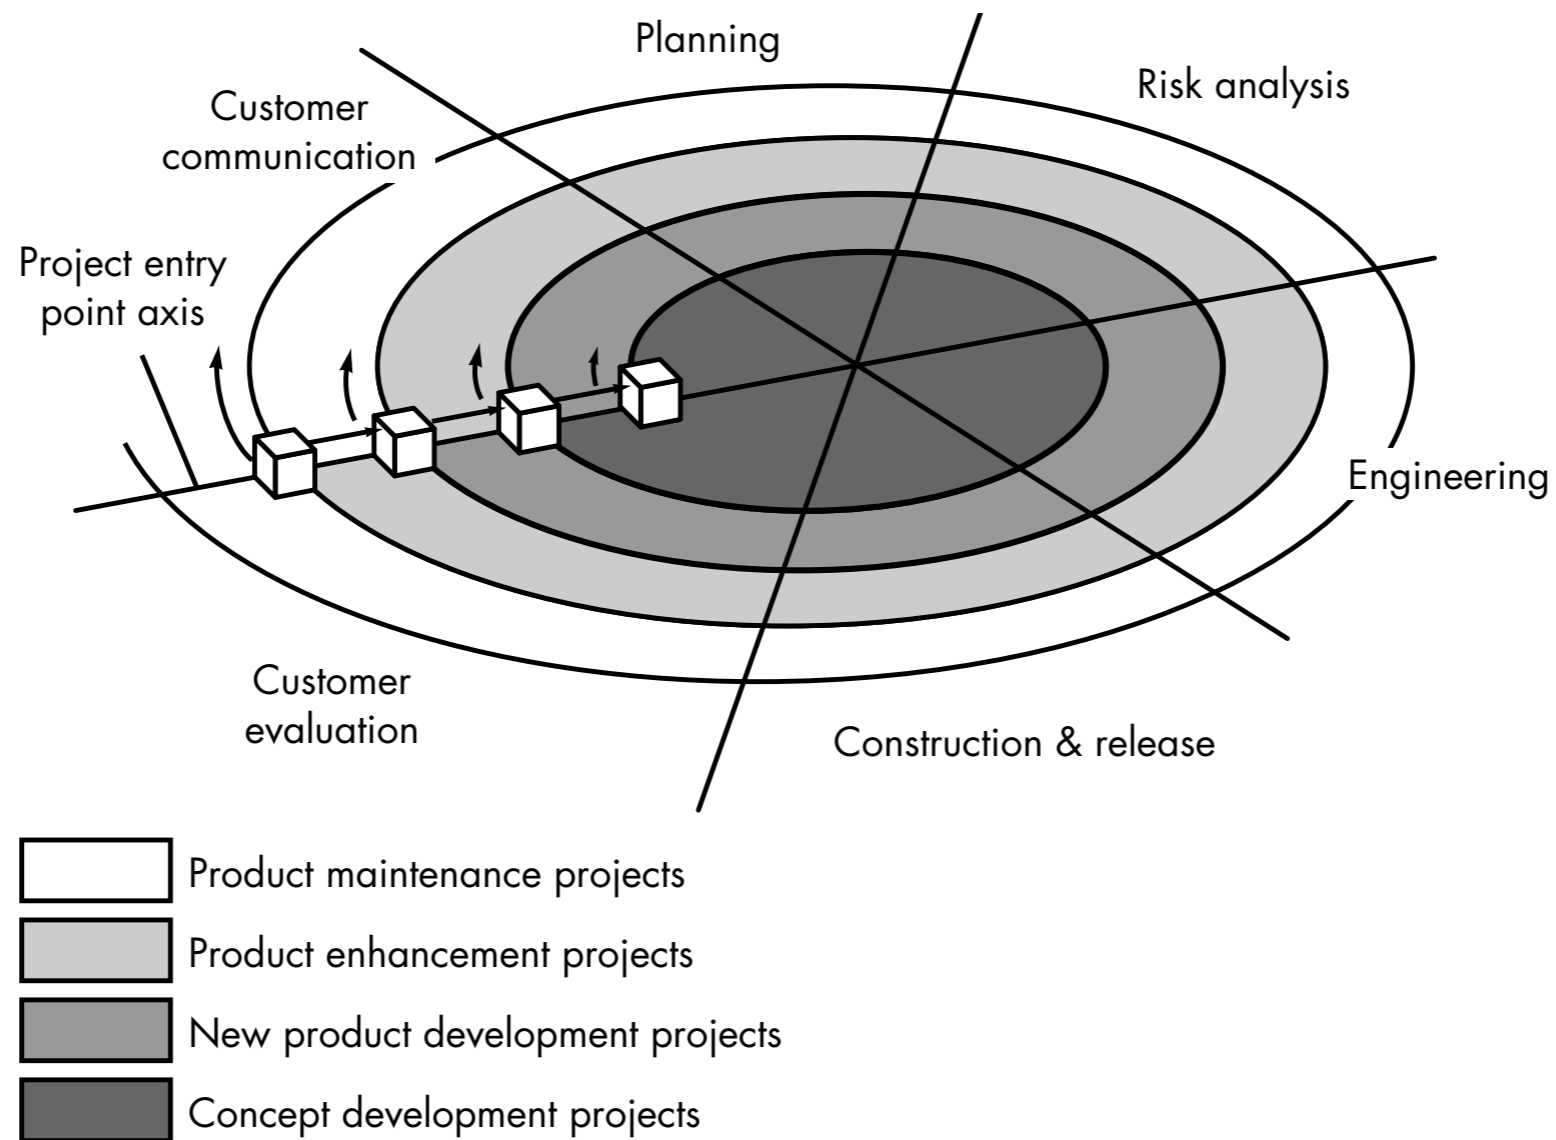 Planning
Risk analysis
Customer
communication
Project entry
point axis
Engineering
Customer
evaluation
Construction & release
Product maintenance projects
Product enhancement projects
New product development projects
Concept development projects